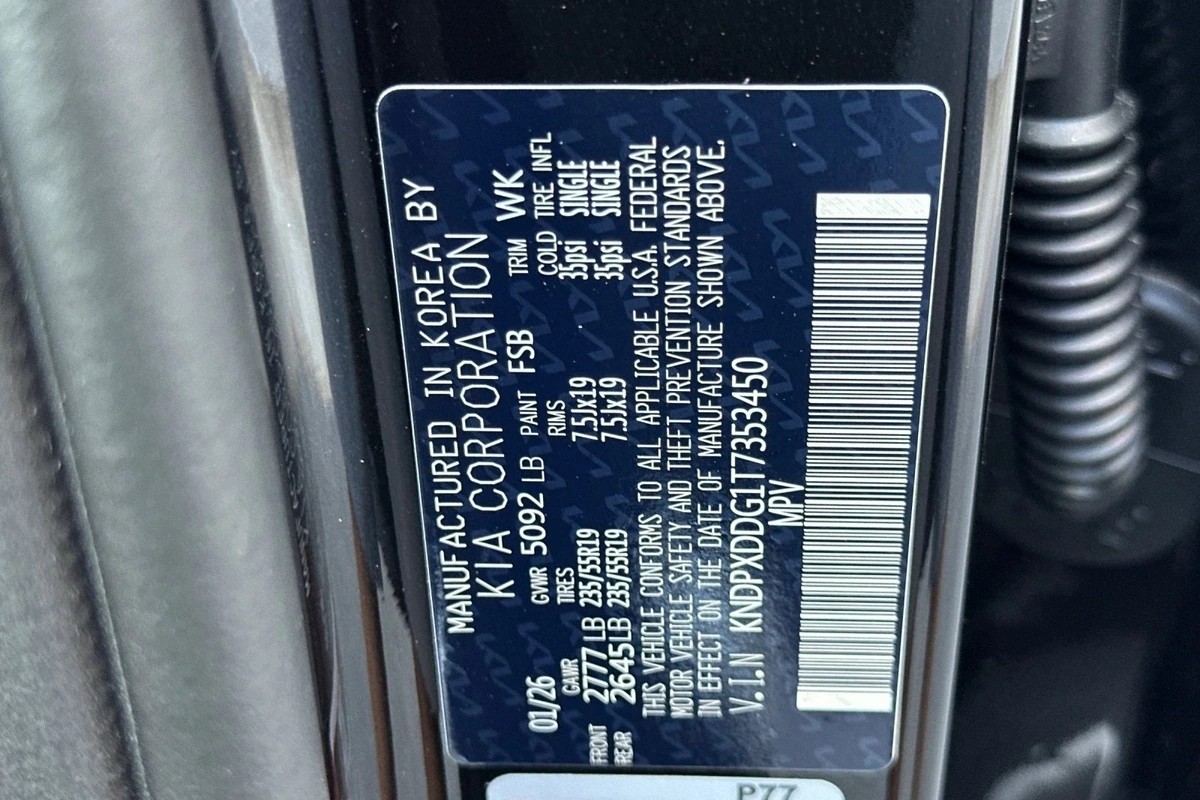 MANUFACTURED IN KOREA BY
KIA CORPORATION
01/26 GVWR 5092 LB PAINT FSB TRIM WK
GAWR TIRES RIMS COLD TIRE INFL
FRONT 2777 LB 235/55R19 7.5Jx19 35psi SINGLE
REAR 2645LB 235/55R19 7.5Jx19 35psi SINGLE
THIS VEHICLE CONFORMS TO ALL APPLICABLE U.S.A. FEDERAL
MOTOR VEHICLE SAFETY AND THEFT PREVENTION STANDARDS
IN EFFECT ON THE DATE OF MANUFACTURE SHOWN ABOVE.
V.I.N KNDPXDDG1T7353450
MPV
P77